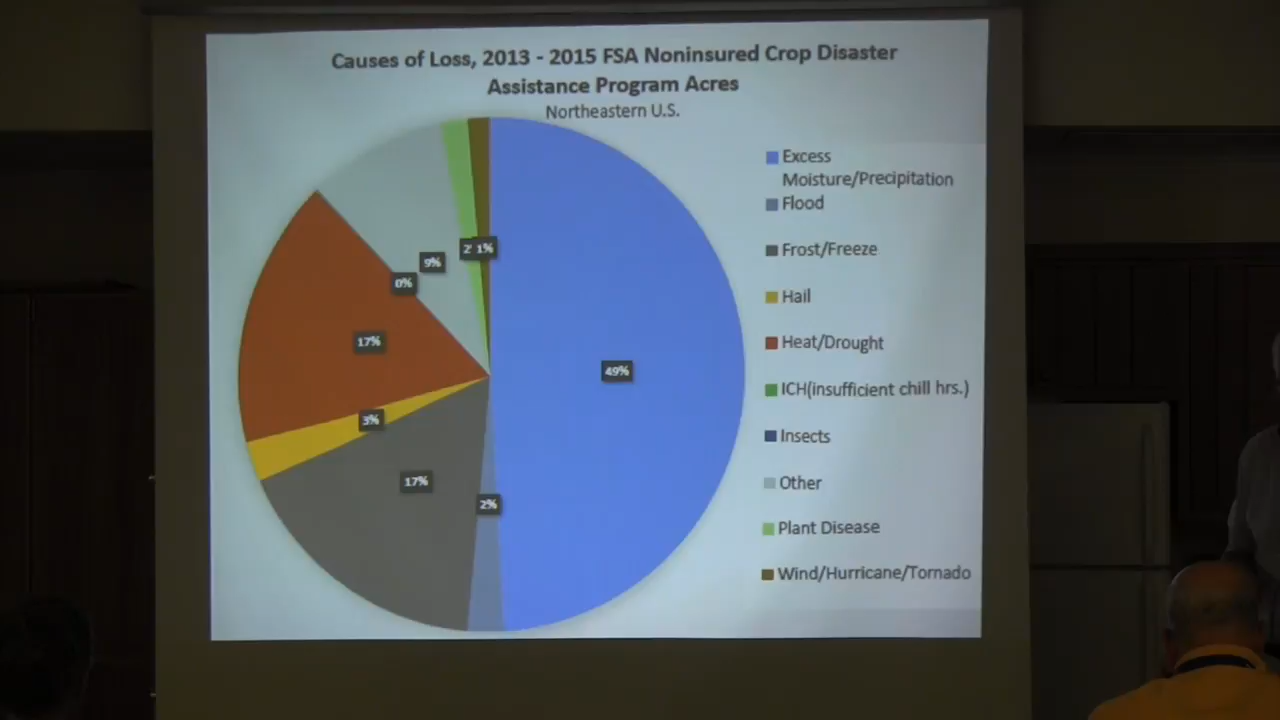 Causes of Loss, 2013 - 2015 FSA Noninsured Crop Disaster
Assistance Program Acres
Northeastern U.S.
Excess
Moisture/Precipitation
Flood
Frost/Freeze
Hail
Heat/Drought
ICH(insufficient chill hrs.)
Insects
Other
Plant Disease
Wind/Hurricane/Tornado
2
1%
9%
0%
17%
49%
3%
17%
2%